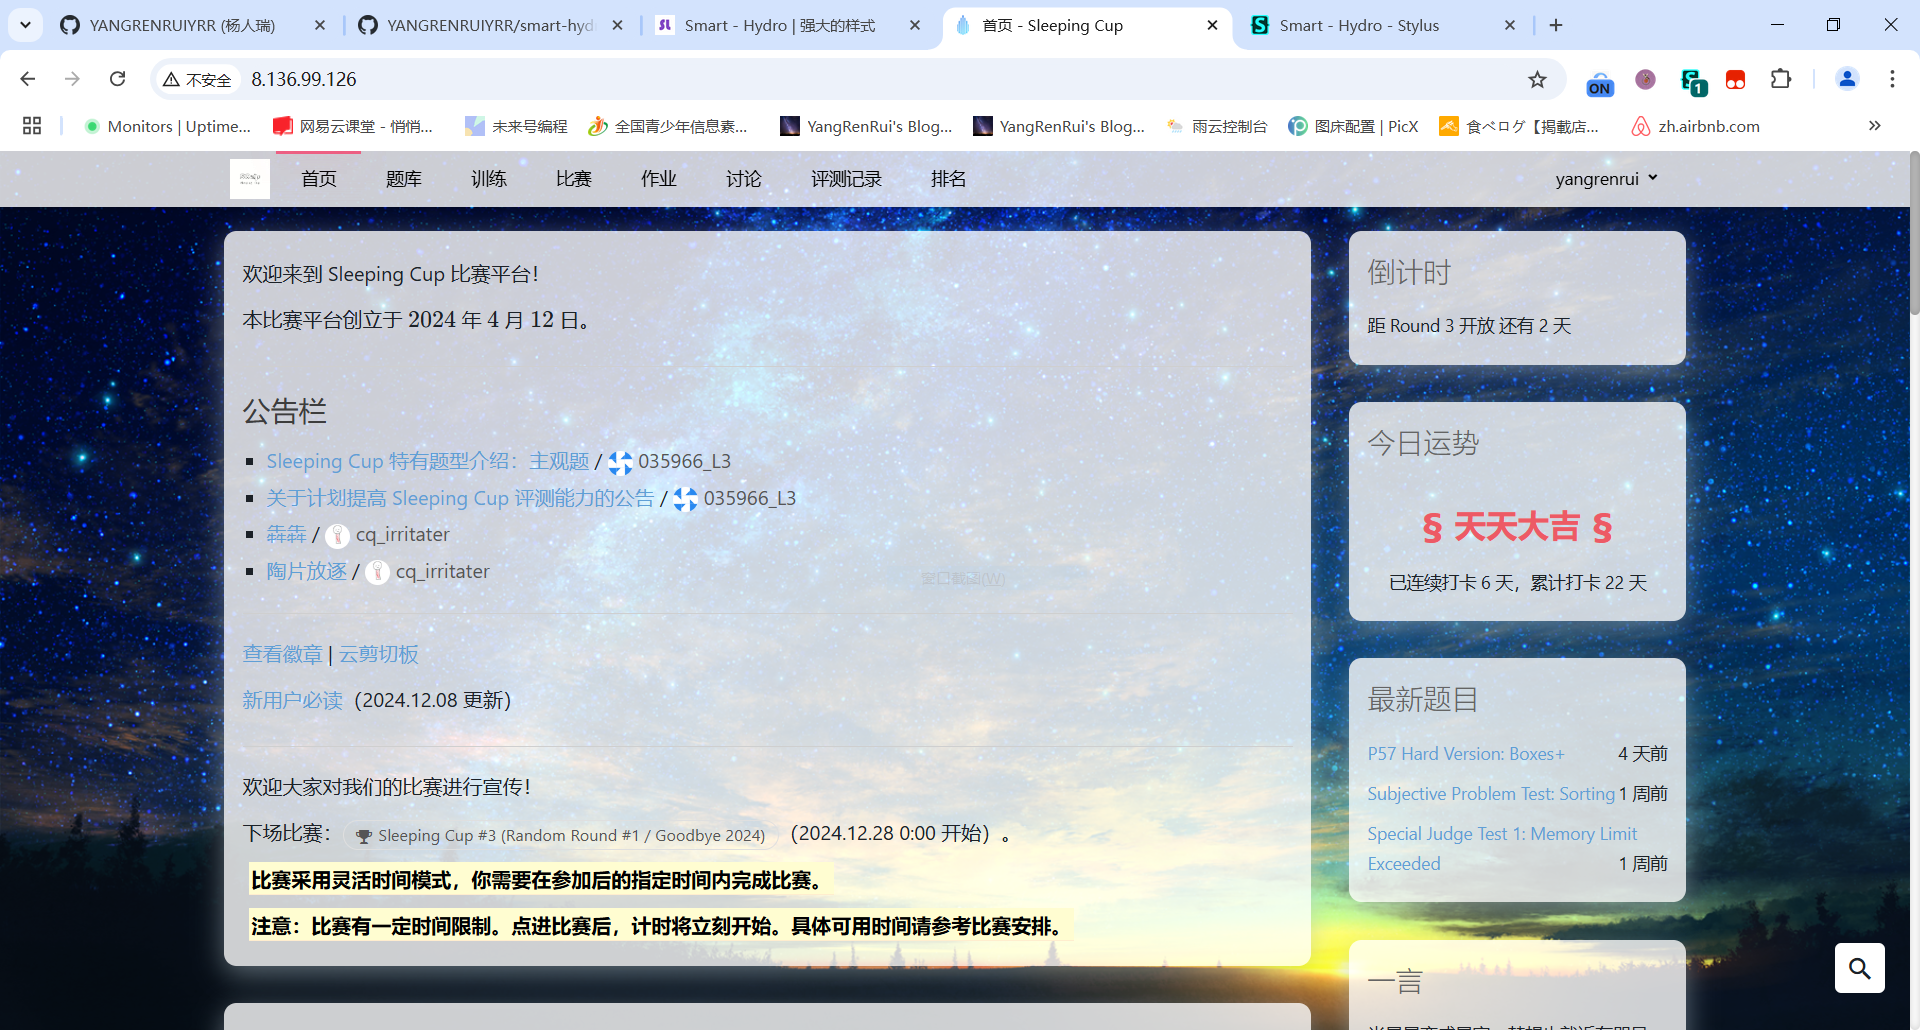 YANGRENRUIYRR (杨人瑞)
YANGRENRUIYRR/smart-hyd
Smart - Hydro | 强大的样式
首页 - Sleeping Cup
Smart - Hydro - Stylus
不安全
8.136.99.126
ON
1
Monitors | Uptime...
网易云课堂 - 悄悄...
未来号编程
全国青少年信息素...
YangRenRui's Blog...
YangRenRui's Blog...
雨云控制台
图床配置 | PicX
食べログ【掲載店...
zh.airbnb.com
首页
题库
训练
比赛
作业
讨论
评测记录
排名
yangrenrui
欢迎来到 Sleeping Cup 比赛平台！
本比赛平台创立于 2024 年 4 月 12 日。
公告栏
Sleeping Cup 特有题型介绍：主观题 / 035966_L3
关于计划提高 Sleeping Cup 评测能力的公告 / 035966_L3
犇犇 / cq_irritater
陶片放逐 / cq_irritater
窗口截图(W)
查看徽章 | 云剪切板
新用户必读（2024.12.08 更新）
欢迎大家对我们的比赛进行宣传！
下场比赛： Sleeping Cup #3 (Random Round #1 / Goodbye 2024) （2024.12.28 0:00 开始）。
比赛采用灵活时间模式，你需要在参加后的指定时间内完成比赛。
注意：比赛有一定时间限制。点进比赛后，计时将立刻开始。具体可用时间请参考比赛安排。
倒计时
距 Round 3 开放 还有 2 天
今日运势
§ 天天大吉 §
已连续打卡 6 天，累计打卡 22 天
最新题目
P57 Hard Version: Boxes+ 4 天前
Subjective Problem Test: Sorting 1 周前
Special Judge Test 1: Memory Limit
Exceeded 1 周前
一言